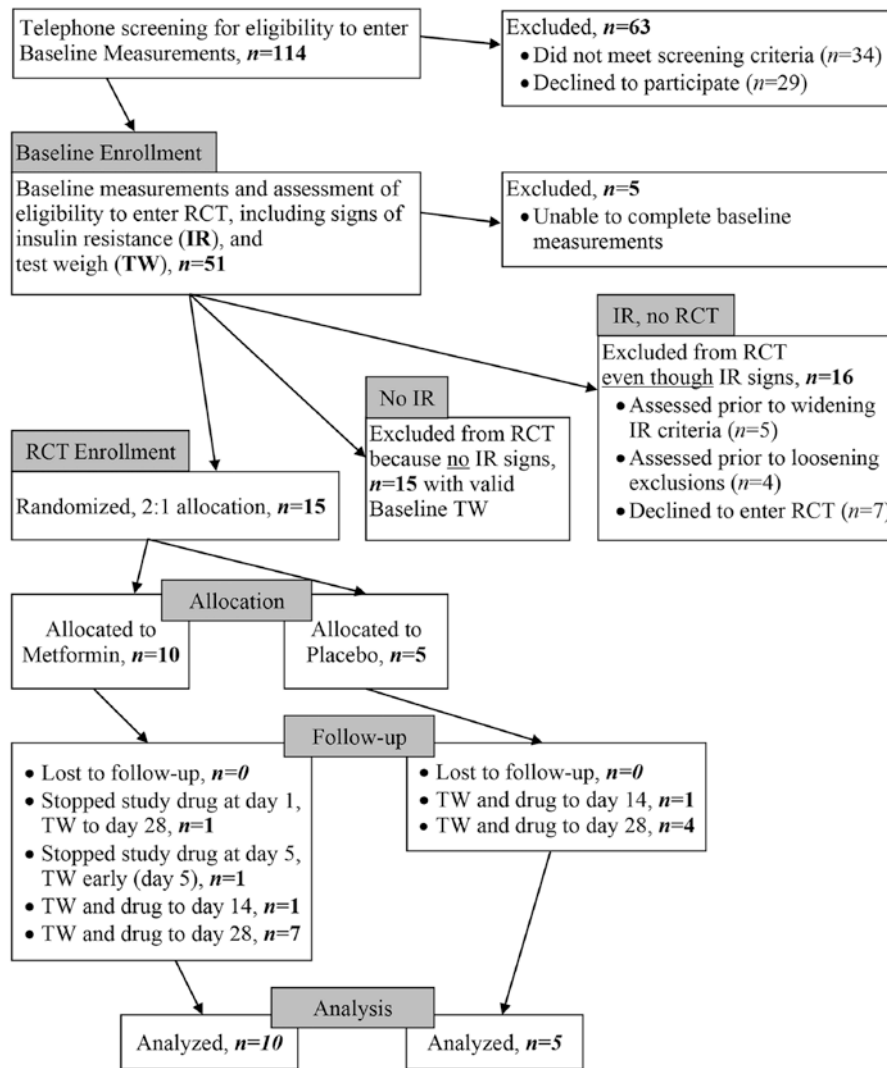 Telephone screening for eligibility to enter
Baseline Measurements, n=114
Excluded, n=63
• Did not meet screening criteria (n=34)
• Declined to participate (n=29)
Baseline Enrollment
Baseline measurements and assessment of
eligibility to enter RCT, including signs of
insulin resistance (IR), and
test weigh (TW), n=51
Excluded, n=5
• Unable to complete baseline
measurements
IR, no RCT
Excluded from RCT
even though IR signs, n=16
• Assessed prior to widening
IR criteria (n=5)
• Assessed prior to loosening
exclusions (n=4)
• Declined to enter RCT (n=7)
No IR
Excluded from RCT
because no IR signs,
n=15 with valid
Baseline TW
RCT Enrollment
Randomized, 2:1 allocation, n=15
Allocation
Allocated to
Metformin, n=10
Allocated to
Placebo, n=5
Follow-up
• Lost to follow-up, n=0
• Stopped study drug at day 1,
TW to day 28, n=1
• Stopped study drug at day 5,
TW early (day 5), n=1
• TW and drug to day 14, n=1
• TW and drug to day 28, n=7
• Lost to follow-up, n=0
• TW and drug to day 14, n=1
• TW and drug to day 28, n=4
Analysis
Analyzed, n=10
Analyzed, n=5